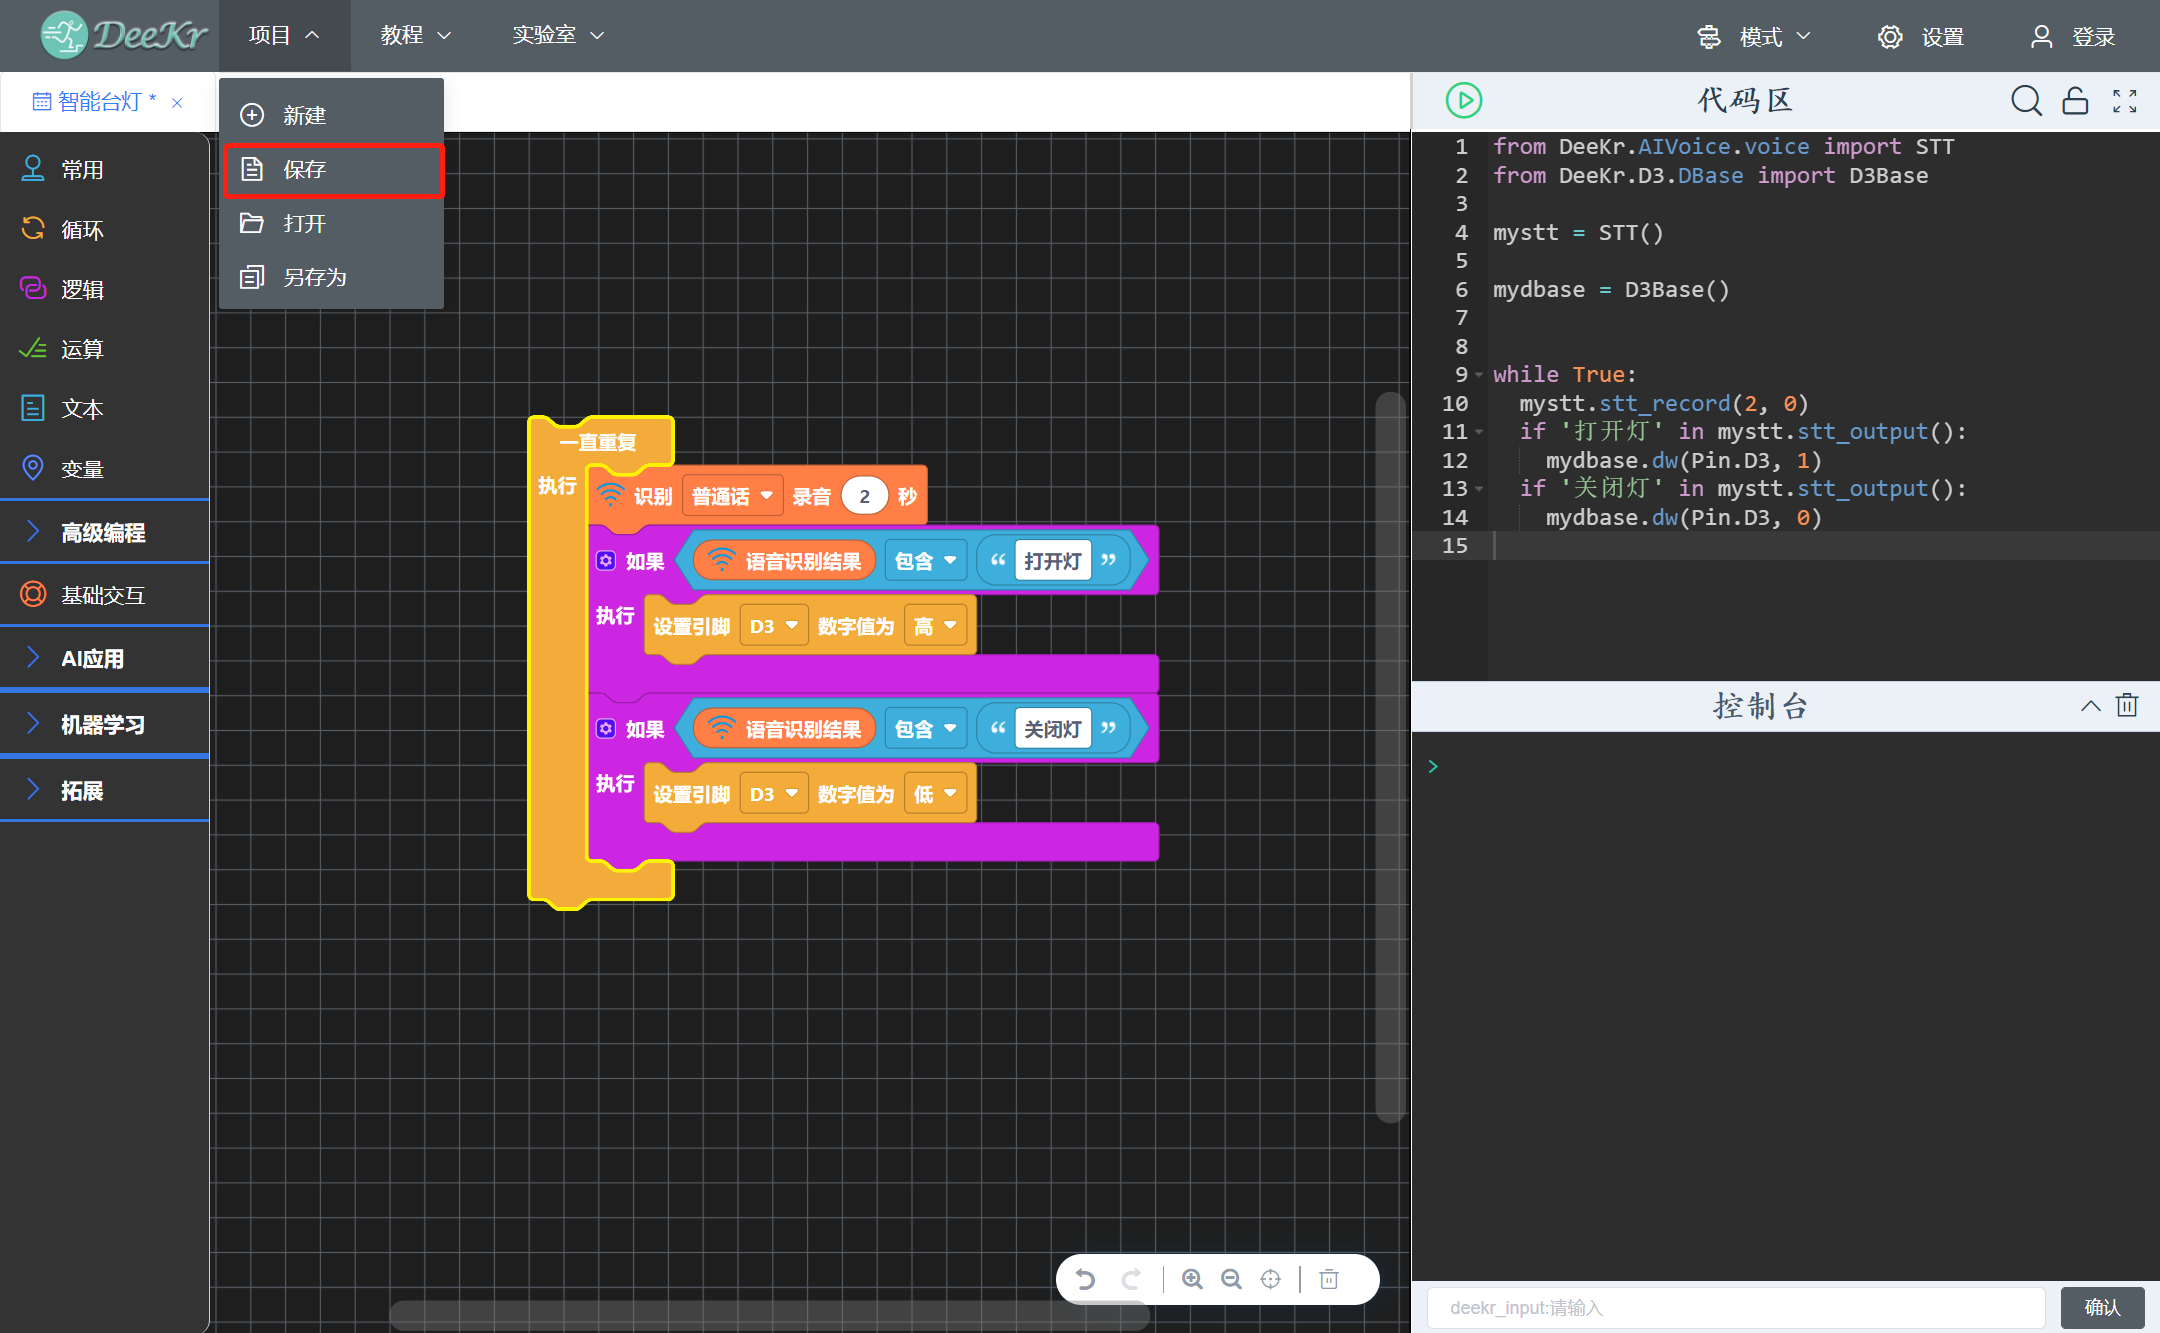 DeeKr
项目
教程
实验室
模式
设置
登录
智能台灯 *
新建
保存
打开
另存为
常用
循环
逻辑
运算
文本
变量
高级编程
基础交互
AI应用
机器学习
拓展
一直重复
执行
识别 普通话 录音 2 秒
如果 语音识别结果 包含 “ 打开灯 ”
执行 设置引脚 D3 数字值为 高
如果 语音识别结果 包含 “ 关闭灯 ”
执行 设置引脚 D3 数字值为 低
代码区
1 from DeeKr.AIVoice.voice import STT
2 from DeeKr.D3.DBase import D3Base
3
4 mystt = STT()
5
6 mydbase = D3Base()
7
8
9 while True:
10 mystt.stt_record(2, 0)
11 if '打开灯' in mystt.stt_output():
12 mydbase.dw(Pin.D3, 1)
13 if '关闭灯' in mystt.stt_output():
14 mydbase.dw(Pin.D3, 0)
15
控制台
>
deekr_input:请输入
确认